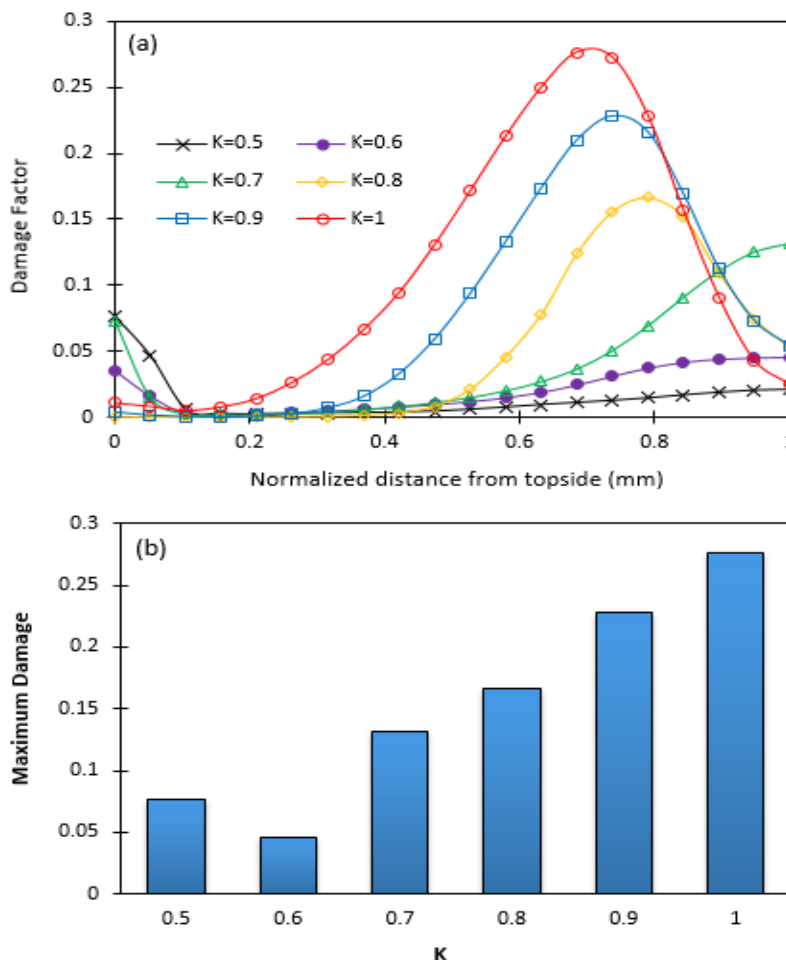 0.3
(a)
0.25
0.2
K=0.5 K=0.6
0.15
K=0.7 K=0.8
0.1
K=0.9 K=1
0.05
0
Damage Factor
0 0.2 0.4 0.6 0.8
Normalized distance from topside (mm)
0.3
(b)
0.25
0.2
0.15
0.1
0.05
0
Maximum Damage
0.5 0.6 0.7 0.8 0.9 1
K